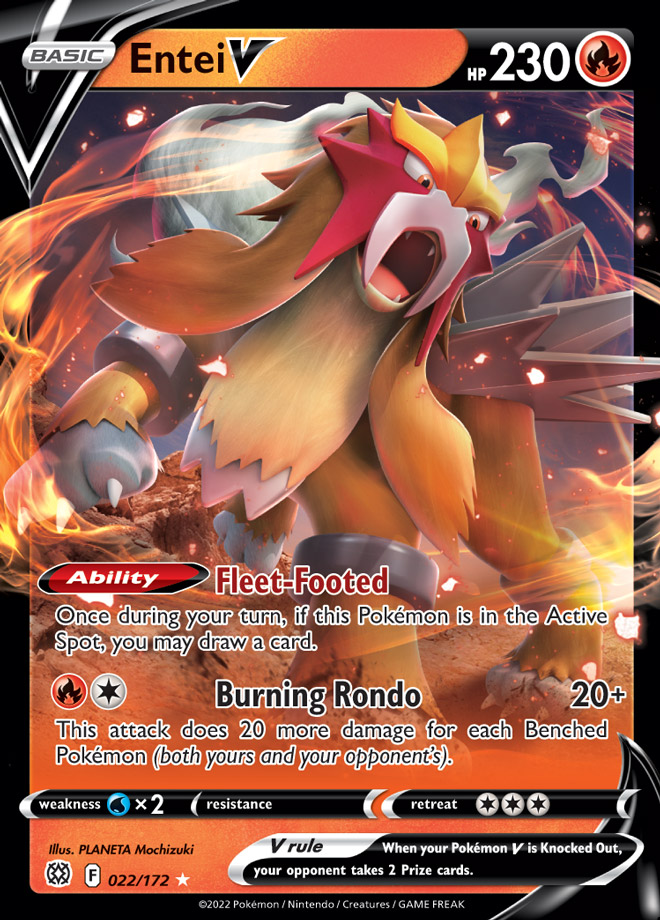 BASIC Entei V HP 230
Ability Fleet-Footed
Once during your turn, if this Pokémon is in the Active
Spot, you may draw a card.
Burning Rondo 20+
This attack does 20 more damage for each Benched
Pokémon (both yours and your opponent's).
weakness ×2 resistance retreat
Illus. PLANETA Mochizuki
V rule When your Pokémon V is Knocked Out,
your opponent takes 2 Prize cards.
F 022/172
©2022 Pokémon / Nintendo / Creatures / GAME FREAK